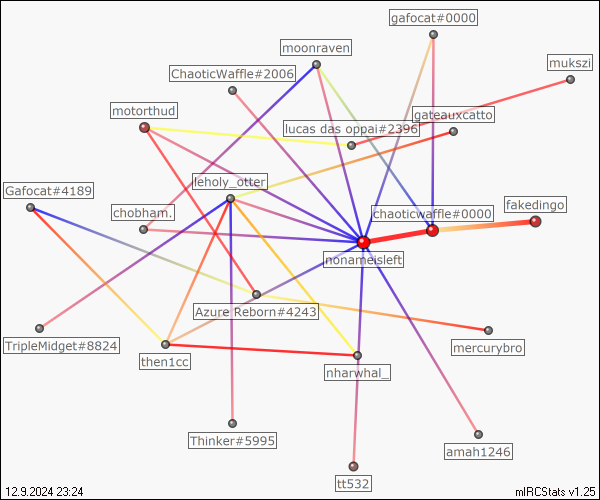 gafocat#0000
moonraven
mukszi
ChaoticWaffle#2006
motorthud
gateauxcatto
lucas das oppai#2396
leholy_otter
Gafocat#4189
fakedingo
chobham.
chaoticwaffle#0000
nonameisleft
Azure Reborn#4243
TripleMidget#8824
mercurybro
then1cc
nharwhal_
Thinker#5995
amah1246
tt532
12.9.2024 23:24
mIRCStats v1.25